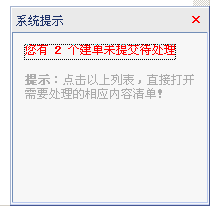 系统提示
您有 2 个建单未提交待处理
提示：点击以上列表，直接打开
需要处理的相应内容清单！